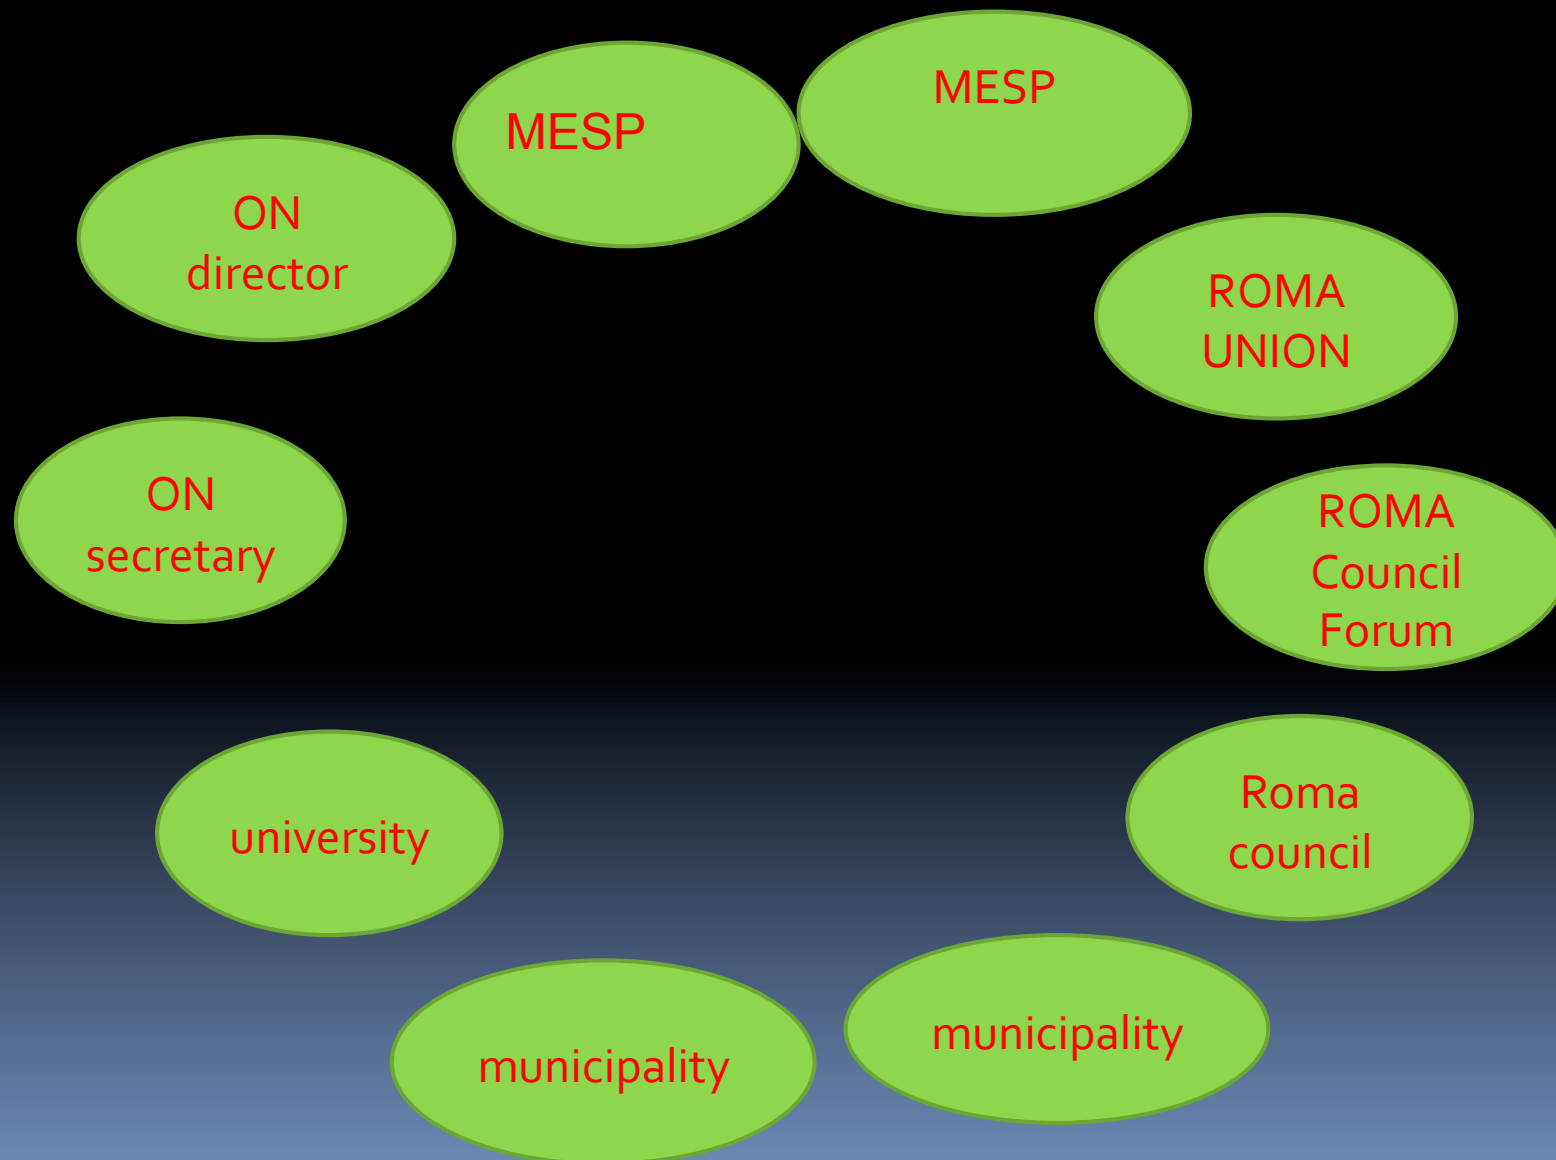 MESP
MESP
ON
director
ROMA
UNION
ON
secretary
ROMA
Council
Forum
university
Roma
council
municipality
municipality